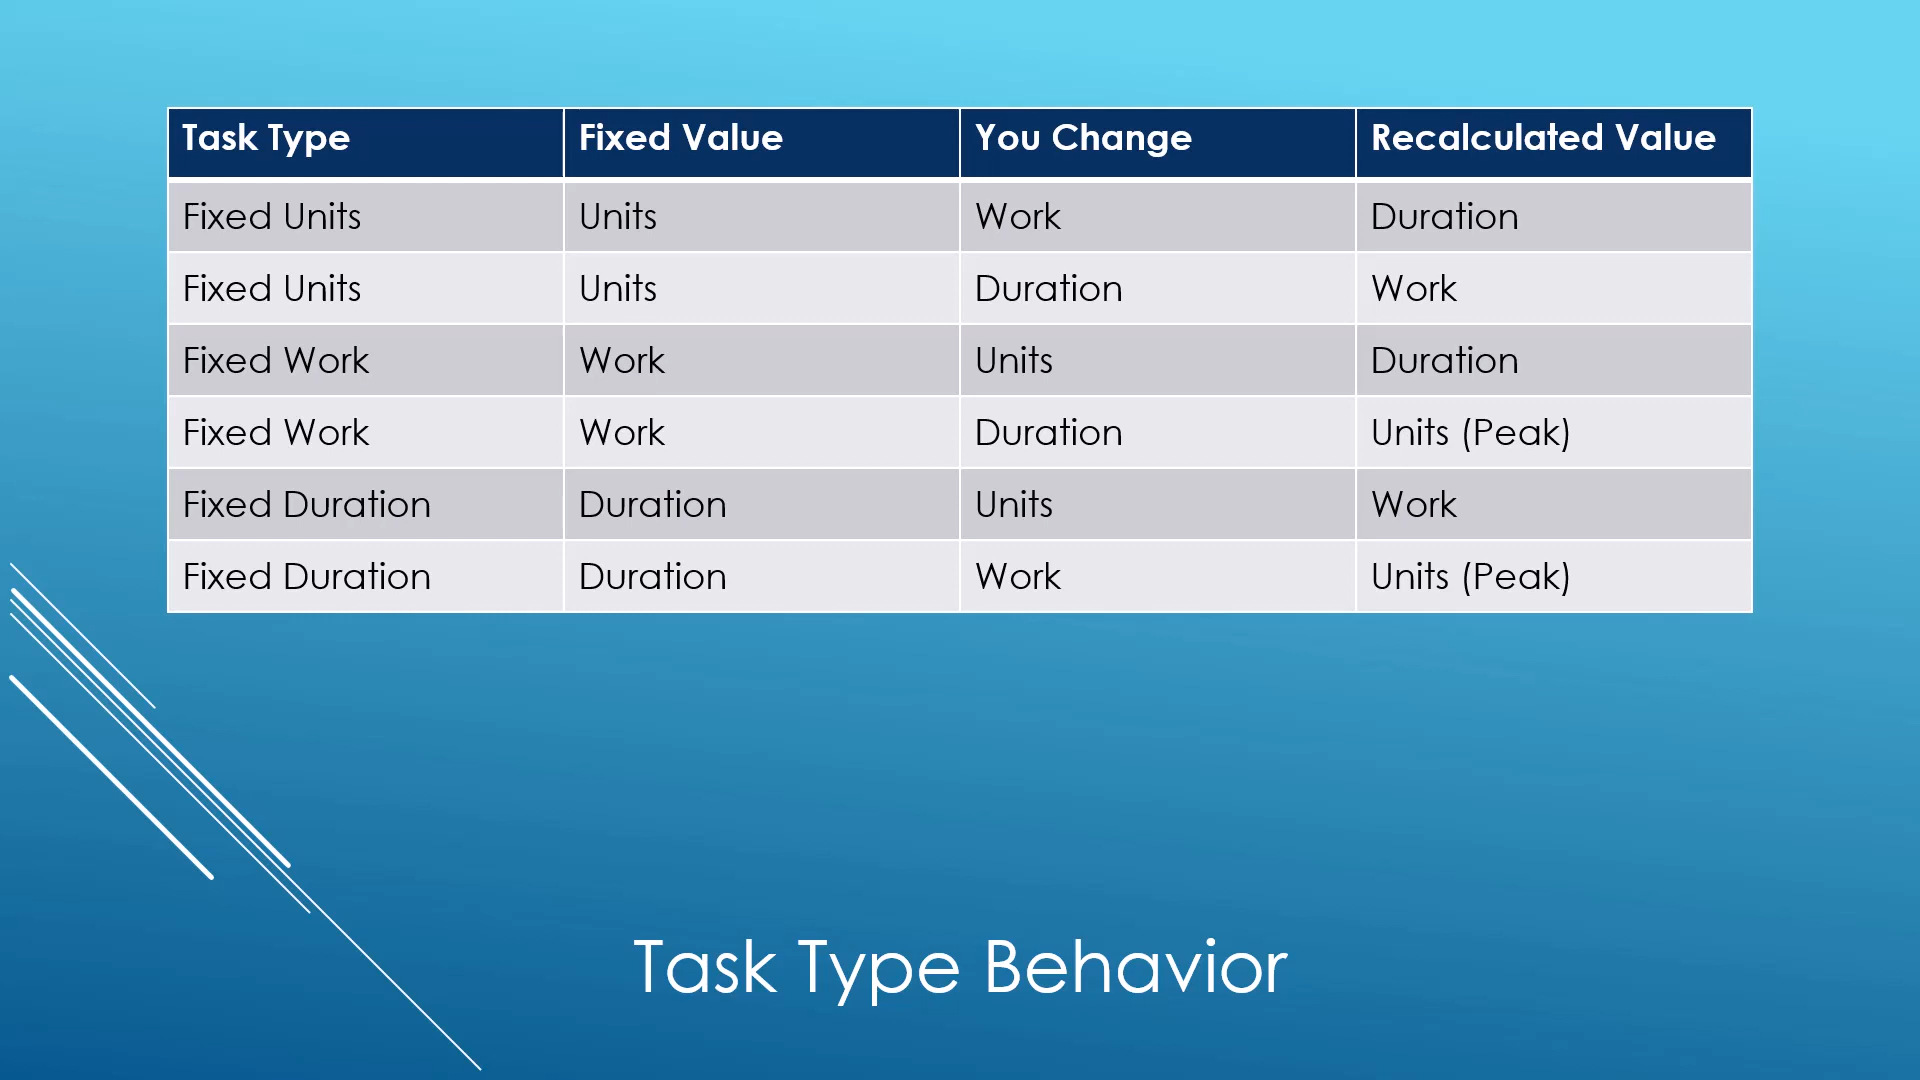 Task Type Fixed Value You Change Recalculated Value
Fixed Units Units Work Duration
Fixed Units Units Duration Work
Fixed Work Work Units Duration
Fixed Work Work Duration Units (Peak)
Fixed Duration Duration Units Work
Fixed Duration Duration Work Units (Peak)
Task Type Behavior